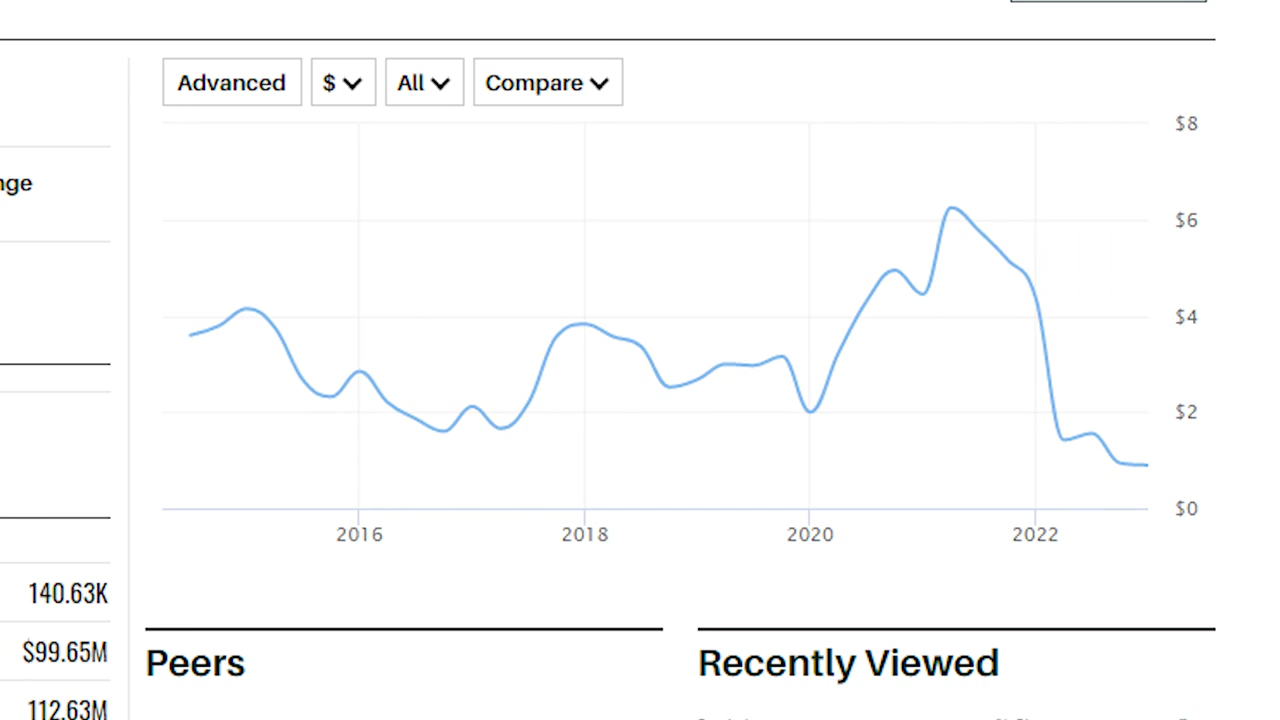 Advanced $ All Compare
$8
nge
$6
$4
$2
$0
2016 2018 2020 2022
140.63K
$99.65M
112.63M
Peers
Recently Viewed